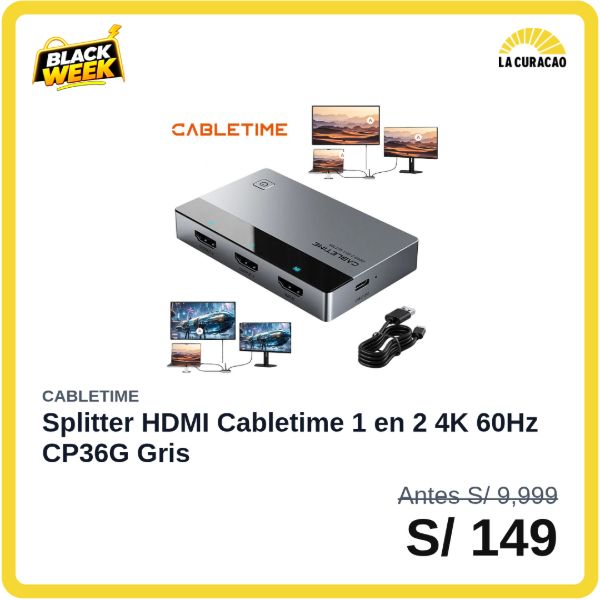 BLACK
WEEK
LA CURACAO
CABLETIME
CABLETIME
CABLETIME
Splitter HDMI Cabletime 1 en 2 4K 60Hz
CP36G Gris
Antes S/ 9,999
S/ 149